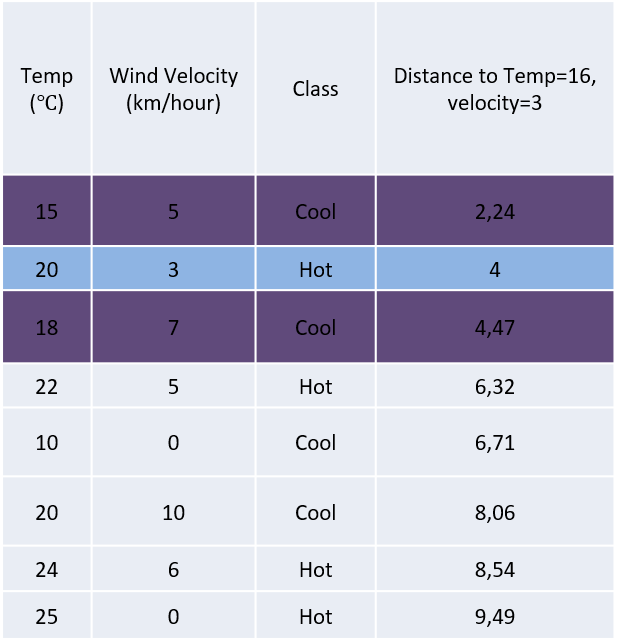 Temp (℃) Wind Velocity (km/hour) Class Distance to Temp=16, velocity=3
15 5 Cool 2,24
20 3 Hot 4
18 7 Cool 4,47
22 5 Hot 6,32
10 0 Cool 6,71
20 10 Cool 8,06
24 6 Hot 8,54
25 0 Hot 9,49